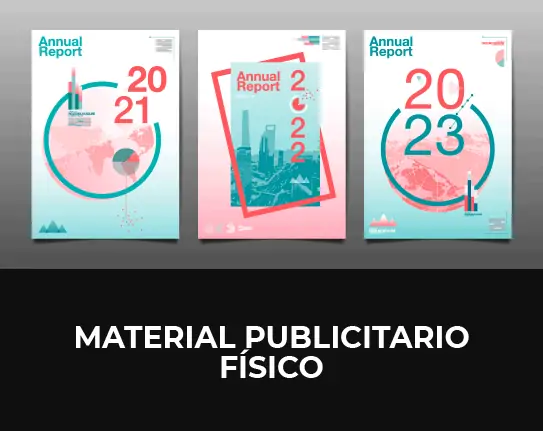 Annual
Report
20
21
Annual
Report
2
2
2
Annual
Report
20
23
MATERIAL PUBLICITARIO
FÍSICO